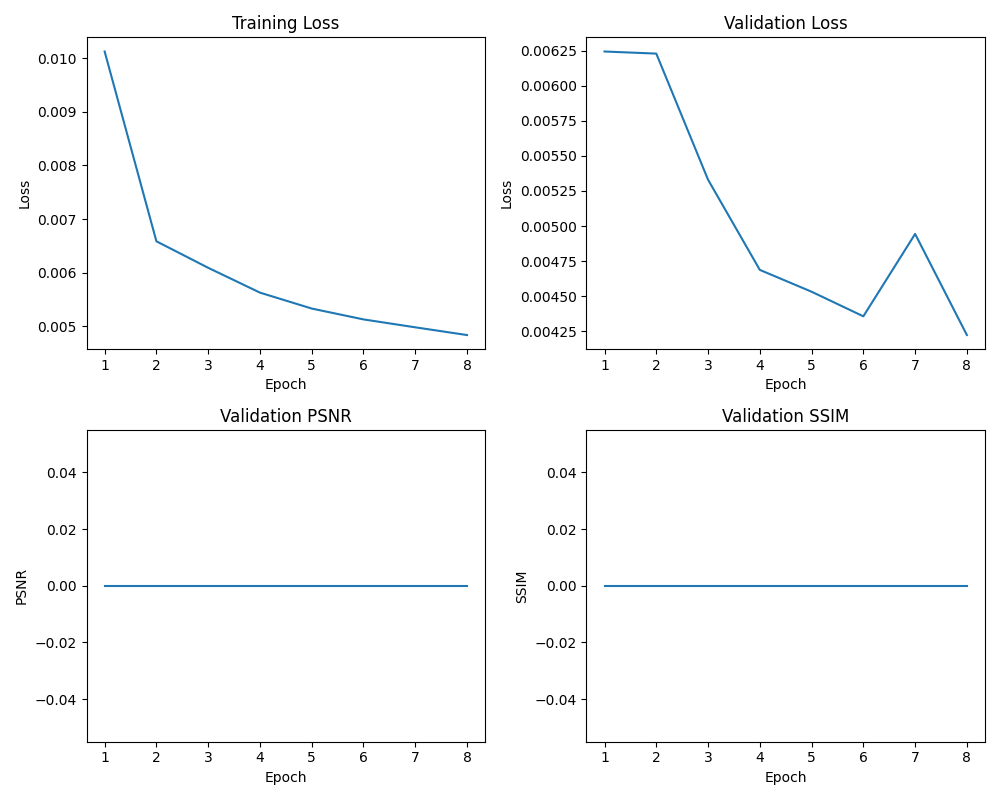 Training Loss
0.010
0.009
0.008
0.007
0.006
0.005
Loss
1 2 3 4 5 6 7 8
Epoch
Validation Loss
0.00625
0.00600
0.00575
0.00550
0.00525
0.00500
0.00475
0.00450
0.00425
Loss
1 2 3 4 5 6 7 8
Epoch
Validation PSNR
0.04
0.02
0.00
−0.02
−0.04
PSNR
1 2 3 4 5 6 7 8
Epoch
Validation SSIM
0.04
0.02
0.00
−0.02
−0.04
SSIM
1 2 3 4 5 6 7 8
Epoch